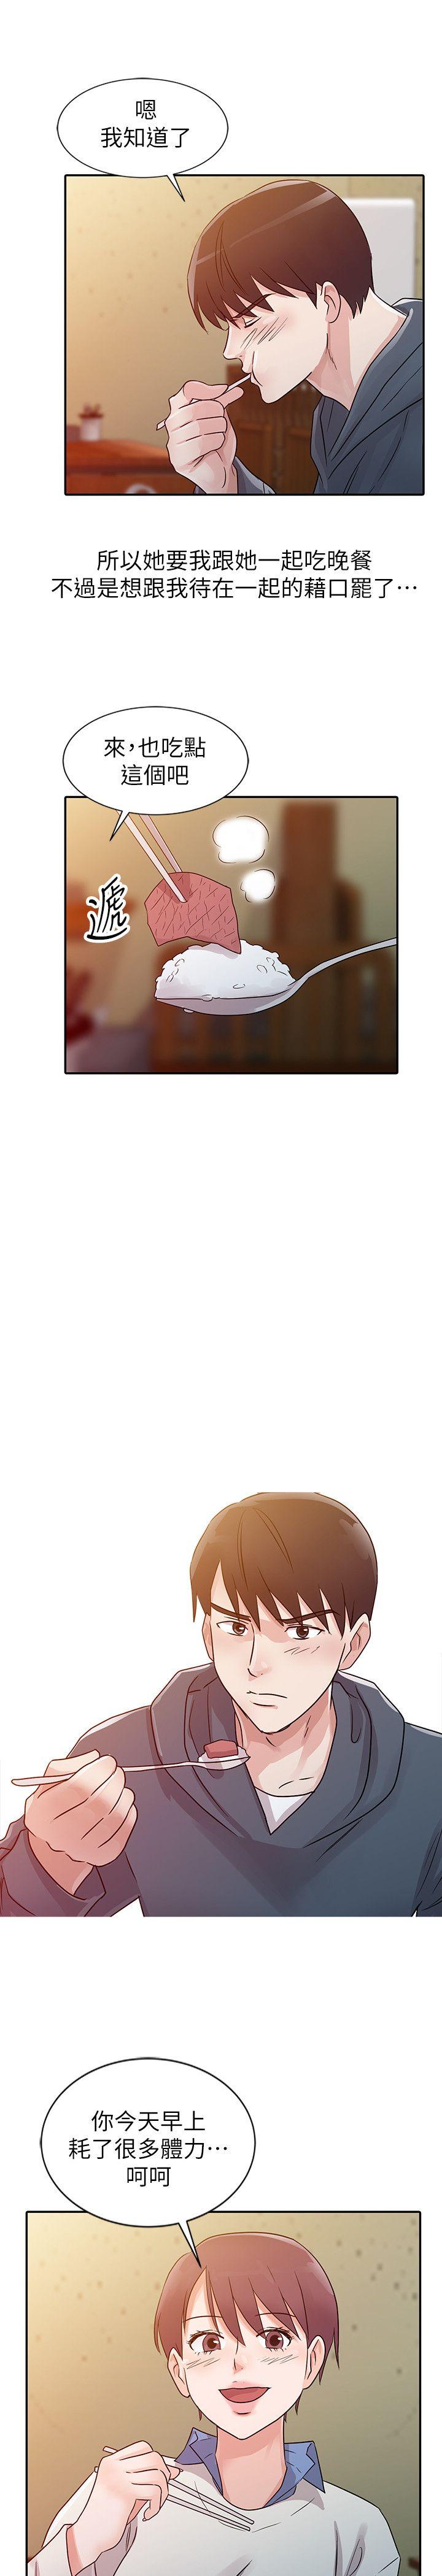 嗯
我知道了
所以她要我跟她一起吃晚餐
不過是想跟我待在一起的藉口罷了…
來，也吃點
這個吧
遞
你今天早上
耗了很多體力…
呵呵